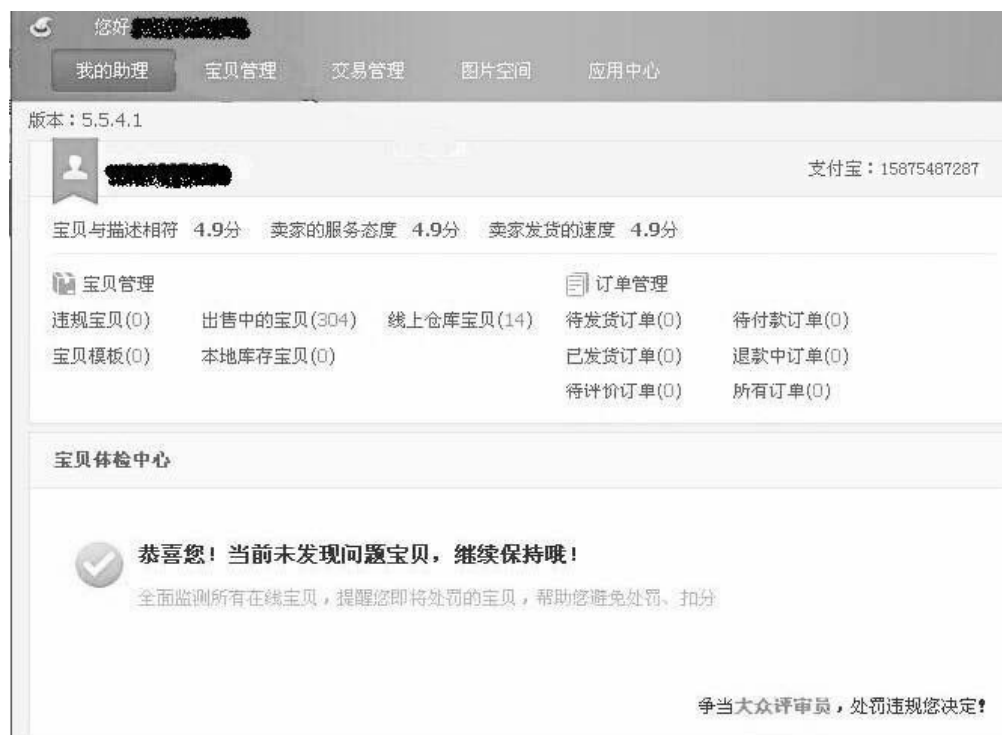 您好
我的助理 宝贝管理 交易管理 图片空间 应用中心
版本：5.5.4.1
支付宝：15875487287
宝贝与描述相符 4.9分 卖家的服务态度 4.9分 卖家发货的速度 4.9分
宝贝管理 订单管理
违规宝贝(0) 出售中的宝贝(304) 线上仓库宝贝(14) 待发货订单(0) 待付款订单(0)
宝贝模板(0) 本地库存宝贝(0) 已发货订单(0) 退款中订单(0)
待评价订单(0) 所有订单(0)
宝贝体检中心
恭喜您！当前未发现问题宝贝，继续保持哦！
全面监测所有在线宝贝，提醒您即将处罚的宝贝，帮助您避免处罚、扣分
争当大众评审员，处罚违规您决定！